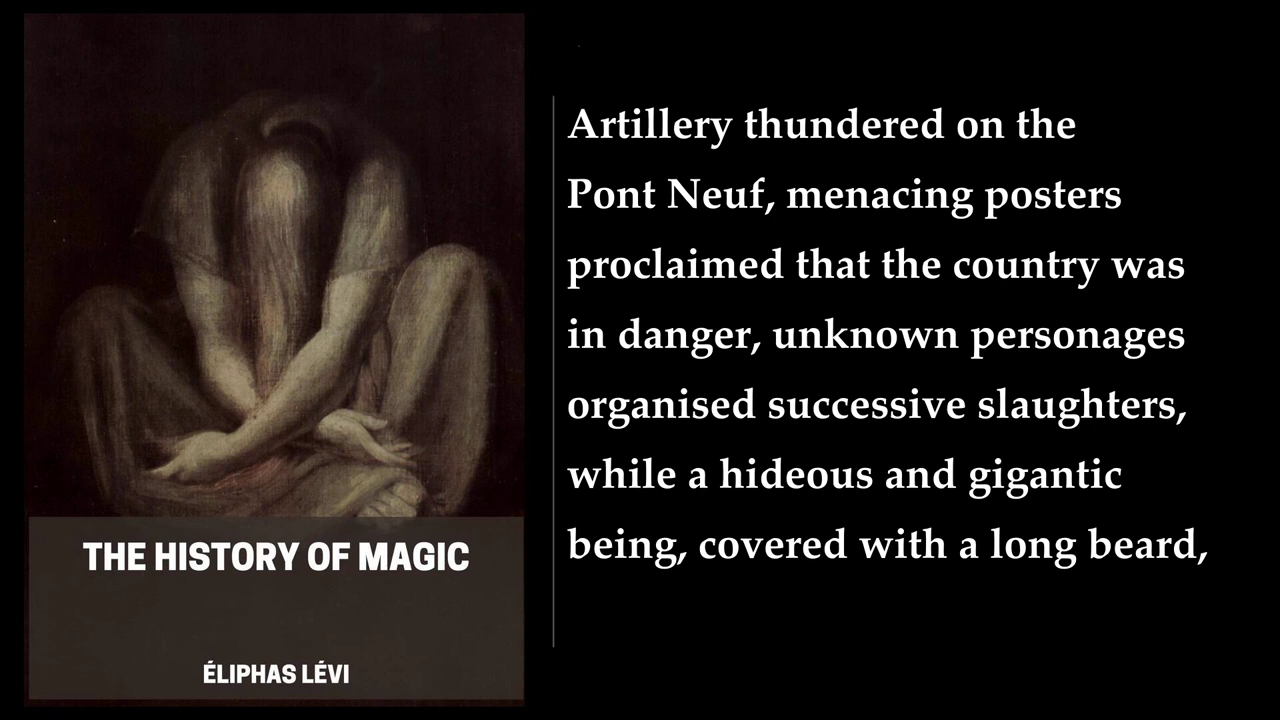 THE HISTORY OF MAGIC
ÉLIPHAS LÉVI
Artillery thundered on the
Pont Neuf, menacing posters
proclaimed that the country was
in danger, unknown personages
organised successive slaughters,
while a hideous and gigantic
being, covered with a long beard,